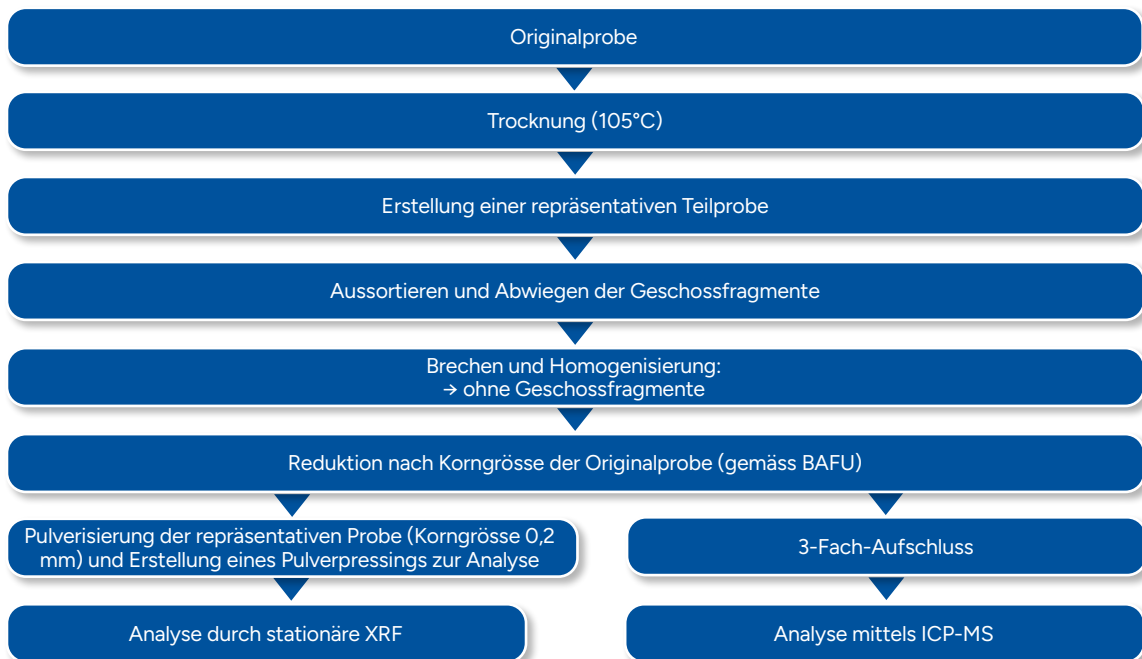 Originalprobe
Trocknung (105°C)
Erstellung einer repräsentativen Teilprobe
Aussortieren und Abwiegen der Geschossfragmente
Brechen und Homogenisierung:
→ ohne Geschossfragmente
Reduktion nach Korngrösse der Originalprobe (gemäss BAFU)
Pulverisierung der repräsentativen Probe (Korngrösse 0,2
mm) und Erstellung eines Pulverpressings zur Analyse
3-Fach-Aufschluss
Analyse durch stationäre XRF
Analyse mittels ICP-MS